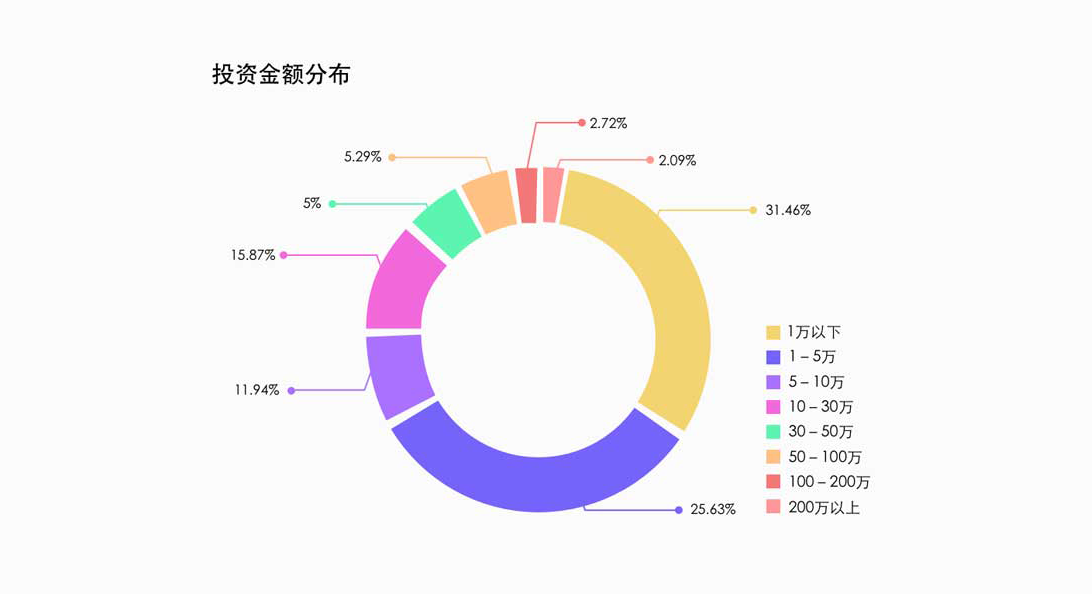 投资金额分布
2.72%
5.29%
2.09%
5%
31.46%
15.87%
11.94%
25.63%
1万以下
1 – 5万
5 – 10万
10 – 30万
30 – 50万
50 – 100万
100 – 200万
200万以上